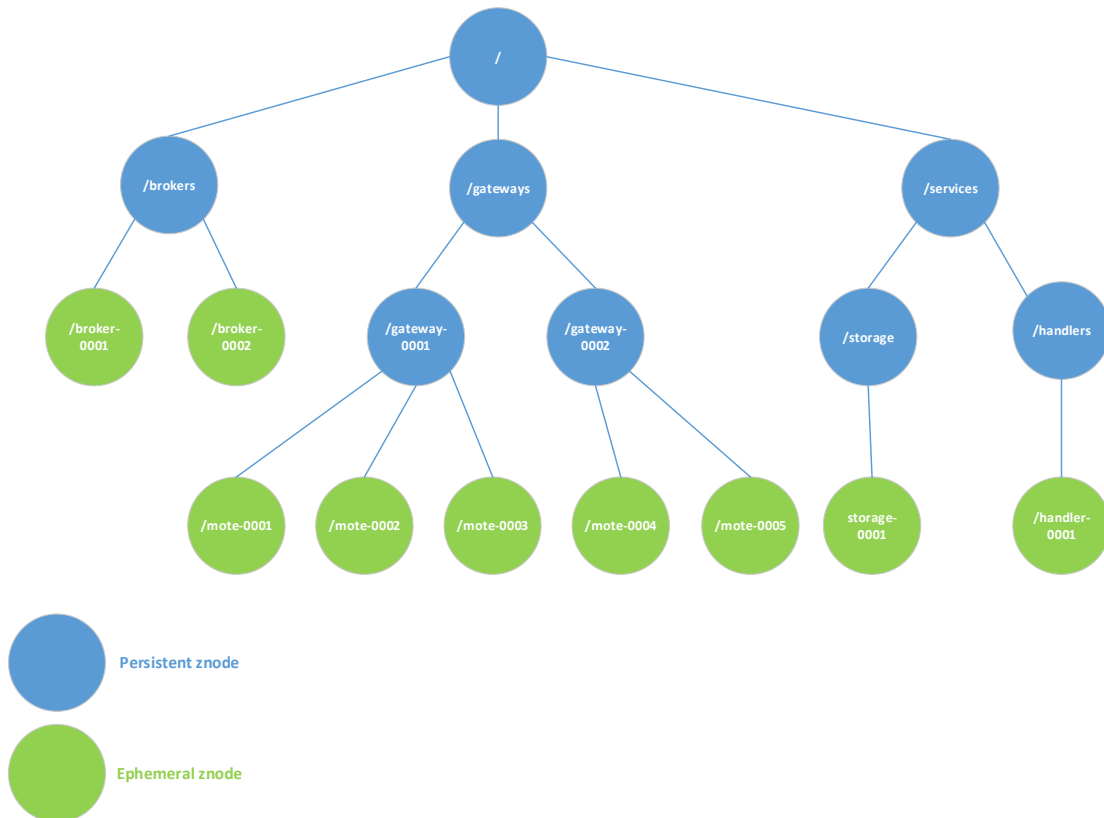 /
/brokers
/gateways
/services
/broker-
0001
/broker-
0002
/gateway-
0001
/gateway-
0002
/storage
/handlers
/mote-0001
/mote-0002
/mote-0003
/mote-0004
/mote-0005
storage-
0001
/handler-
0001
Persistent znode
Ephemeral znode